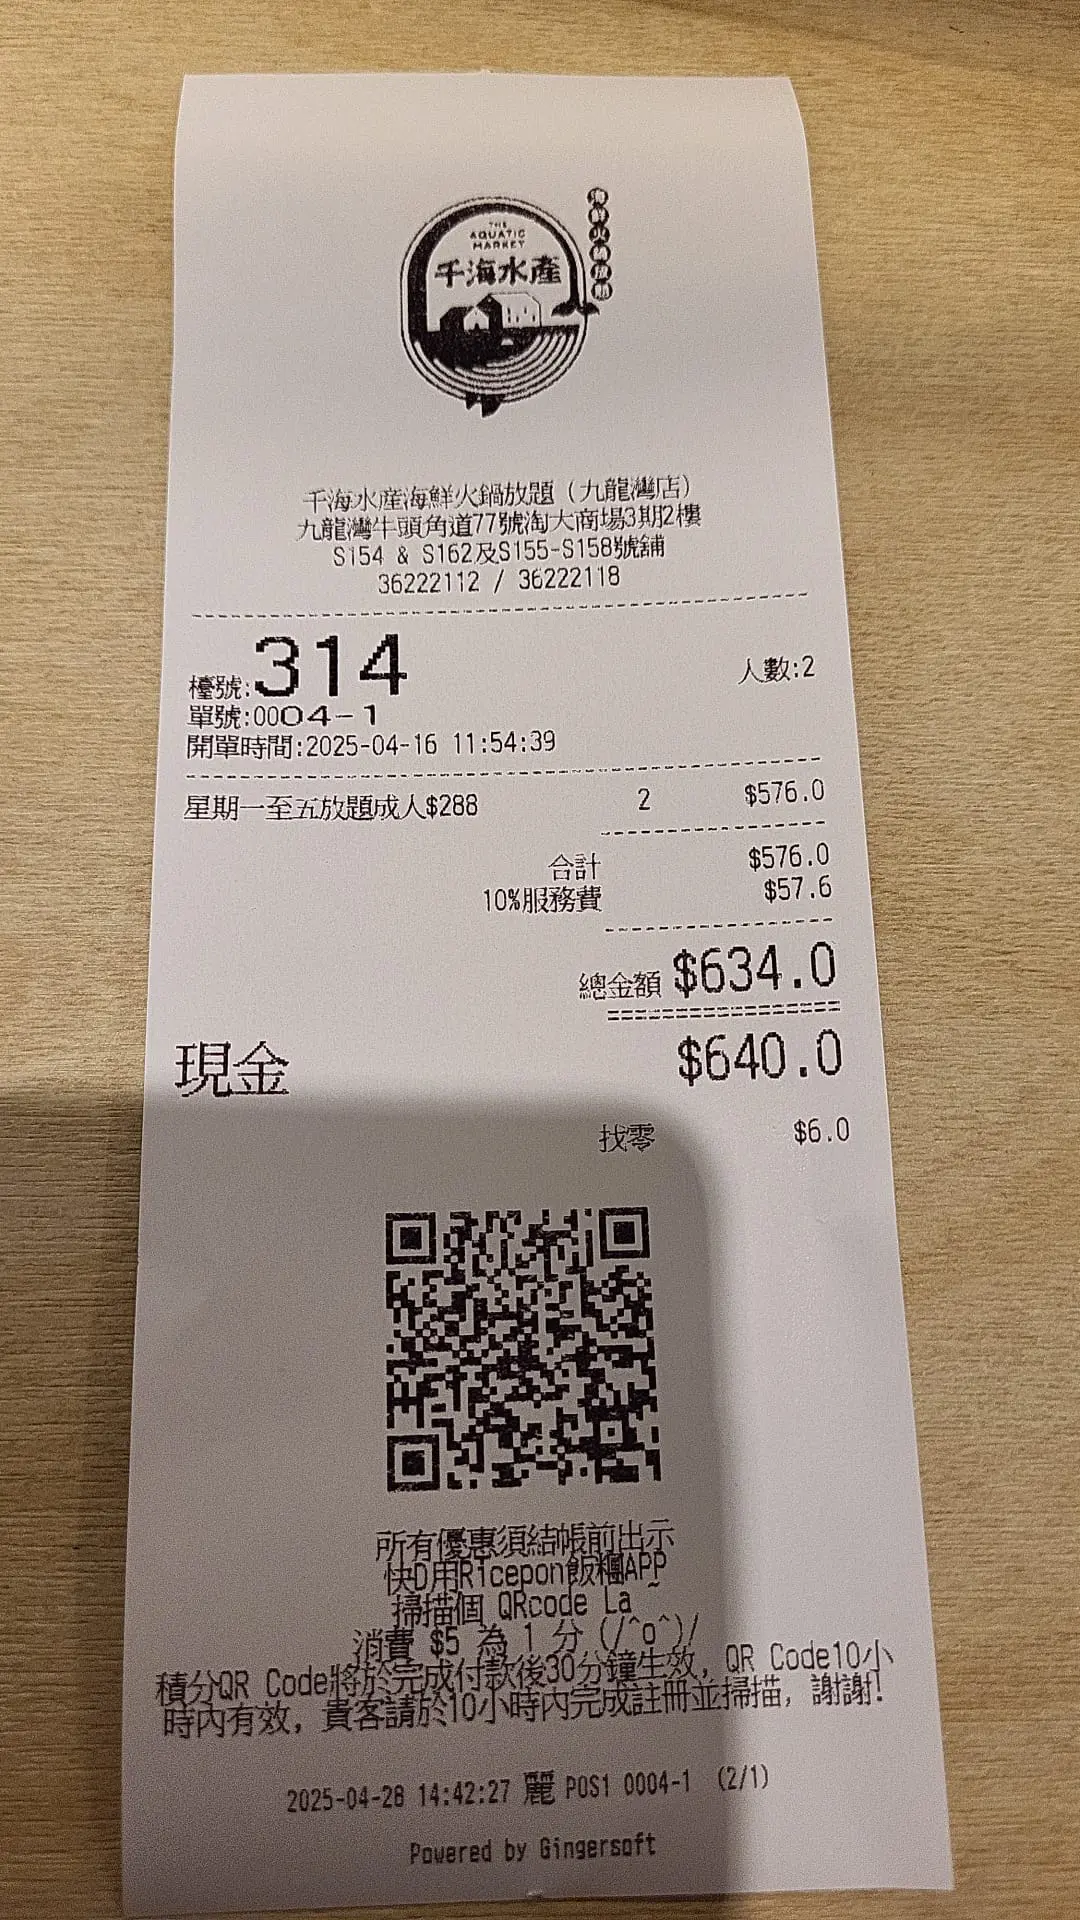 THE
AQUATIC
MARKET
千海水產
海鮮火鍋放題
千海水產海鮮火鍋放題（九龍灣店）
九龍灣牛頭角道77號淘大商場3期2樓
S154 & S162及S155-S158號舖
36222112 / 36222118
檯號:314 人數:2
單號:0004-1
開單時間:2025-04-16 11:54:39
星期一至五放題成人$288 2 $576.0
合計 $576.0
10%服務費 $57.6
總金額 $634.0
現金 $640.0
找零 $6.0
所有優惠須結帳前出示
快D用Ricepon飯糰APP
掃描個 QRcode La~
消費 $5 為 1 分 (/^o^)/
積分QR Code將於完成付款後30分鐘生效, QR Code10小
時內有效, 貴客請於10小時內完成註冊並掃描, 謝謝!
2025-04-28 14:42:27 麗 POS1 0004-1 (2/1)
Powered by Gingersoft